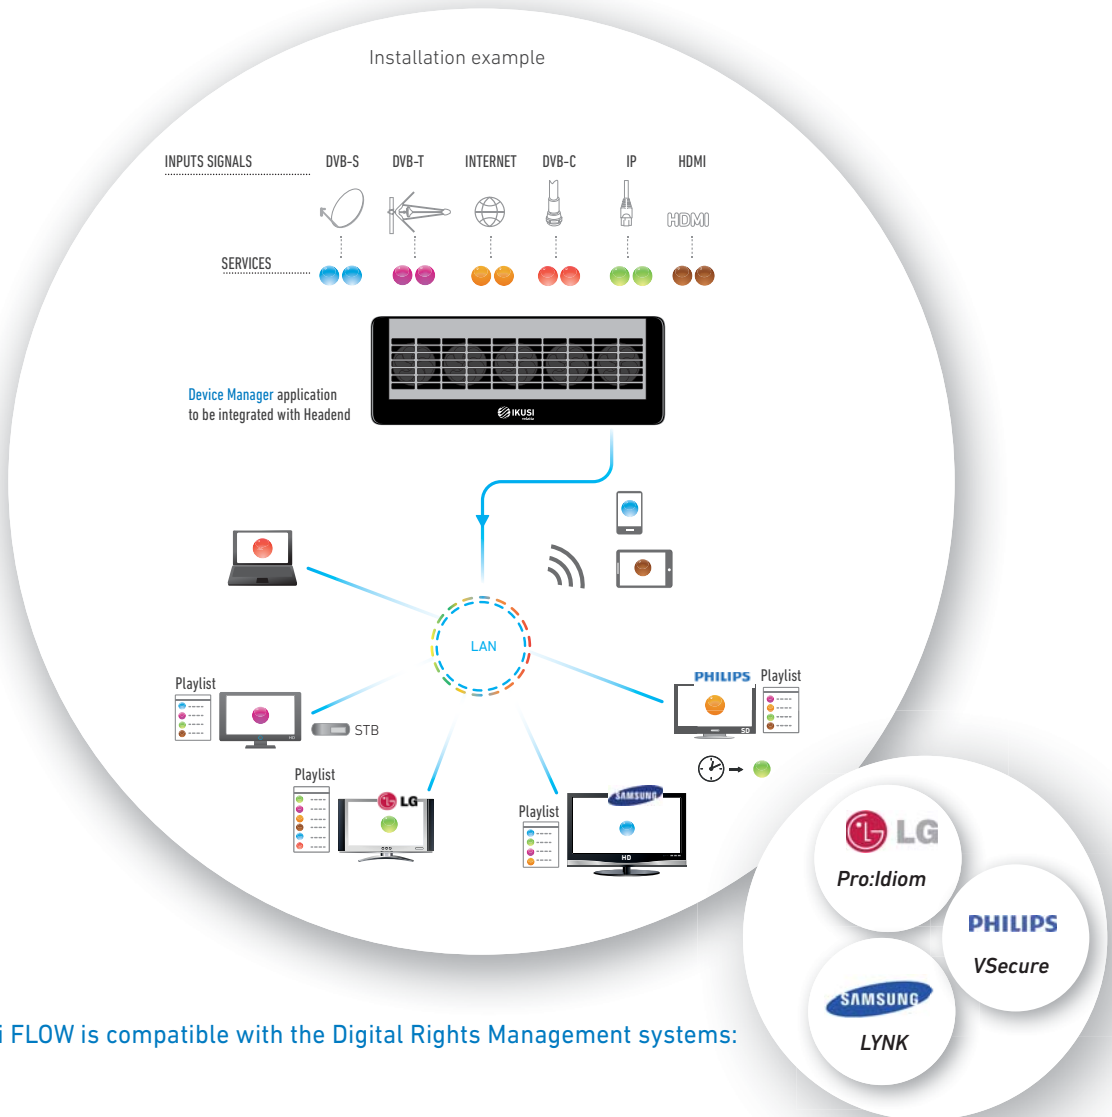 Installation example
INPUTS SIGNALS DVB-S DVB-T INTERNET DVB-C IP HDMI
HDMI
SERVICES
Device Manager application
to be integrated with Headend
IKUSI
LAN
Playlist
HD
STB
PHILIPS Playlist
SD
Playlist
LG
SAMSUNG
Playlist
HD
LG
Pro:Idiom
PHILIPS
VSecure
SAMSUNG
LYNK
i FLOW is compatible with the Digital Rights Management systems: